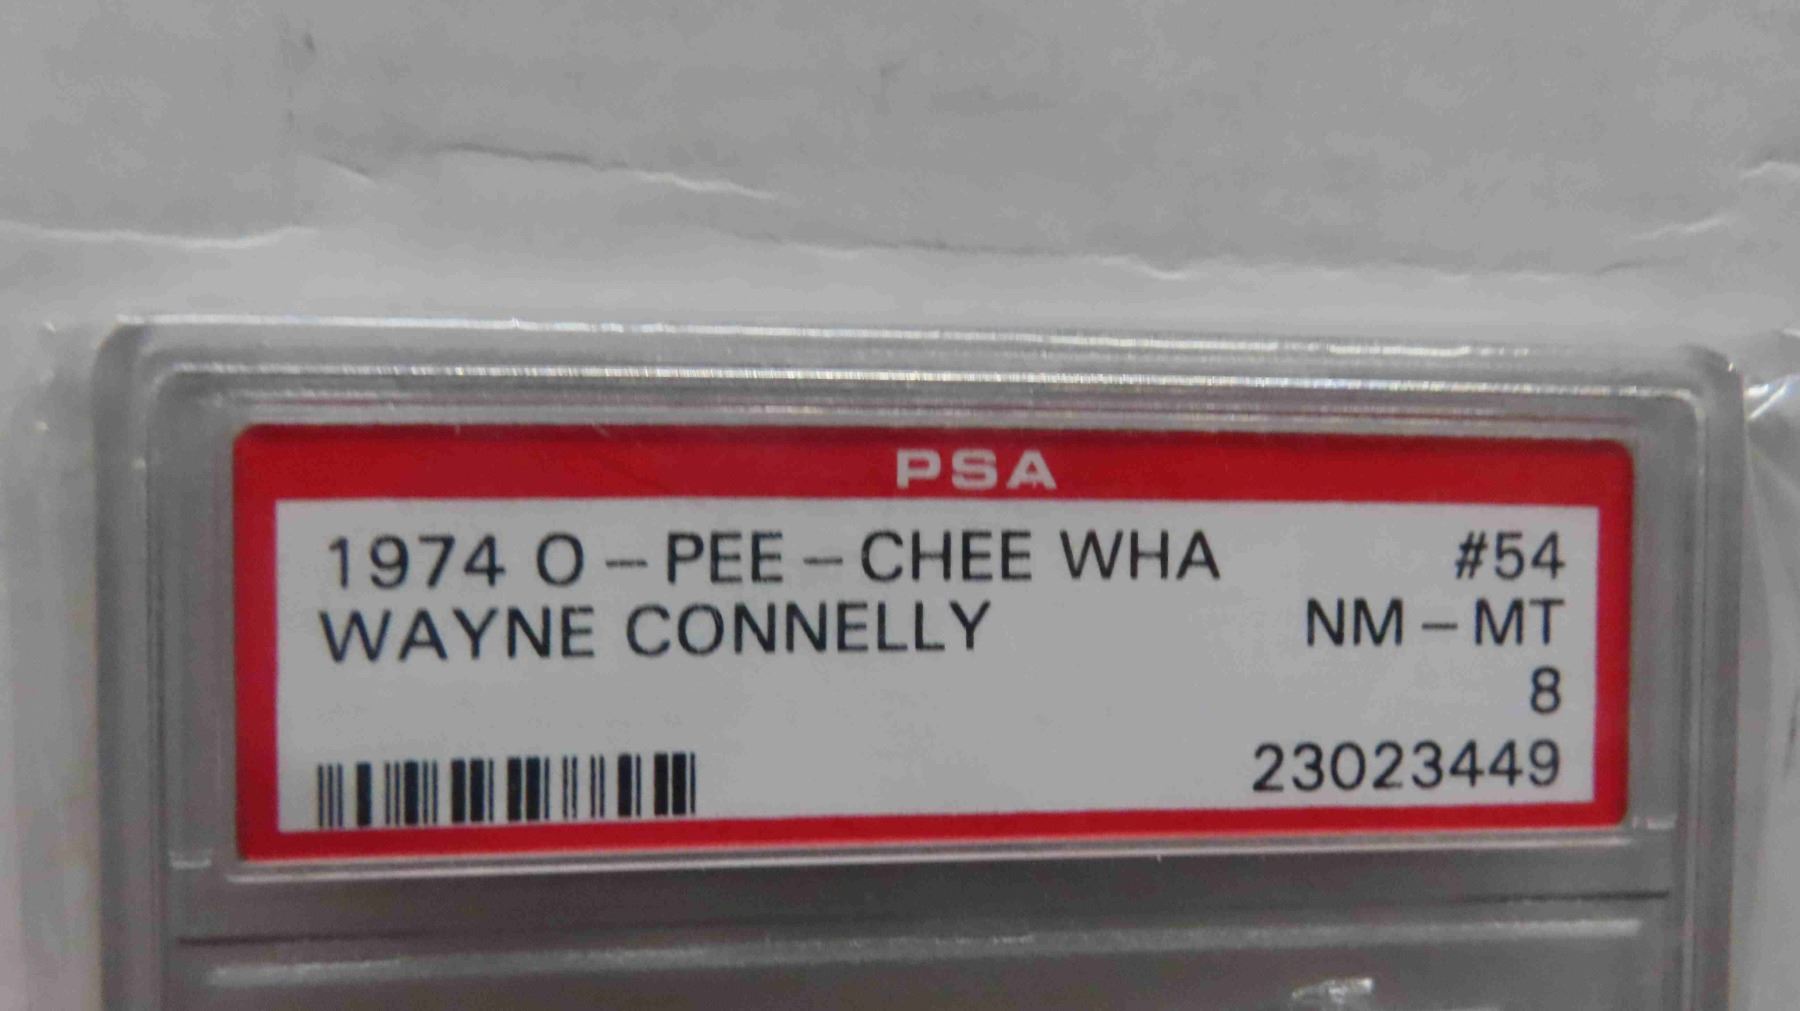 PSA
1974 O-PEE-CHEE WHA #54
WAYNE CONNELLY NM-MT
8
23023449